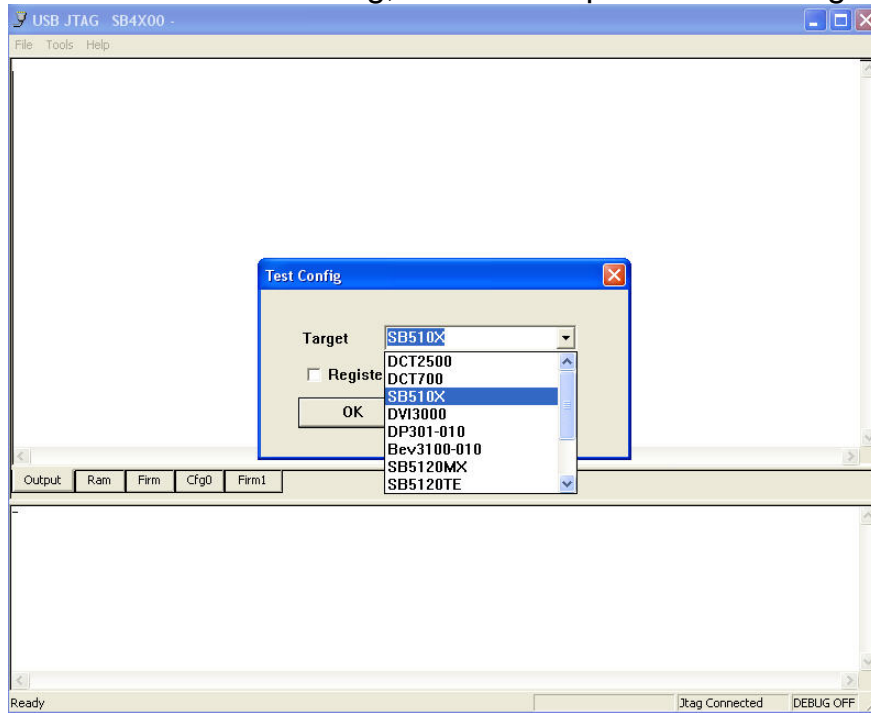 USB JTAG SB4X00 -
File Tools Help
Test Config
Target SB510X
DCT2500
Registe DCT700
SB510X
OK DVI3000
DP301-010
Bev3100-010
SB5120MX
SB5120TE
Output Ram Firm Cfg0 Firm1
Ready Jtag Connected DEBUG OFF